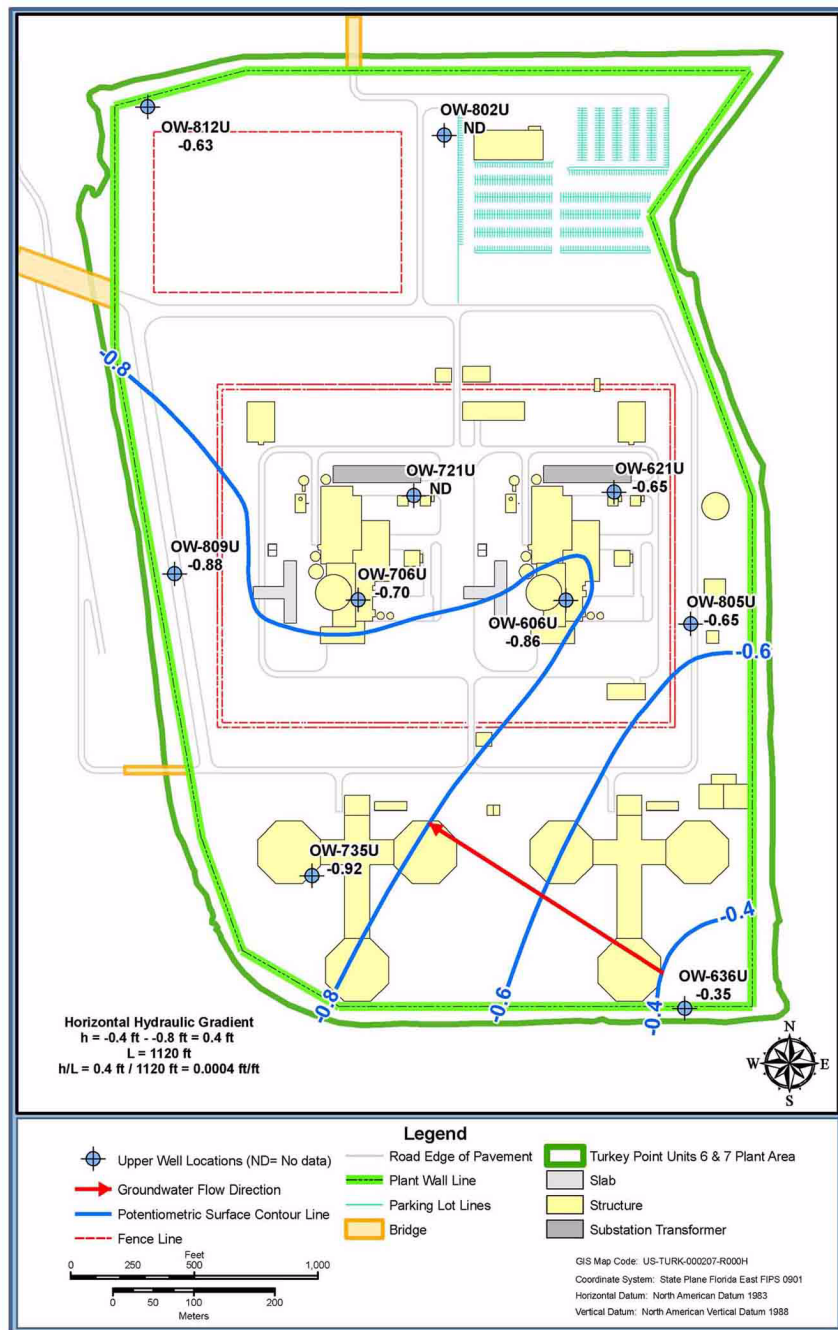 OW-812U
-0.63
OW-802U
ND
-0.8
OW-721U
ND
OW-621U
-0.65
OW-809U
-0.88
OW-706U
-0.70
OW-606U
-0.86
OW-805U
-0.65
-0.6
OW-735U
-0.92
-0.4
OW-636U
-0.35
-0.8
-0.6
-0.4
Horizontal Hydraulic Gradient
h = -0.4 ft - -0.8 ft = 0.4 ft
L = 1120 ft
h/L = 0.4 ft / 1120 ft = 0.0004 ft/ft
N
W E
S
Legend
Upper Well Locations (ND= No data)
Groundwater Flow Direction
Potentiometric Surface Contour Line
Fence Line
Road Edge of Pavement
Plant Wall Line
Parking Lot Lines
Bridge
Turkey Point Units 6 & 7 Plant Area
Slab
Structure
Substation Transformer
Feet
0 250 500 1,000
0 50 100 200
Meters
GIS Map Code: US-TURK-000207-R000H
Coordinate System: State Plane Florida East FIPS 0901
Horizontal Datum: North American Datum 1983
Vertical Datum: North American Vertical Datum 1988